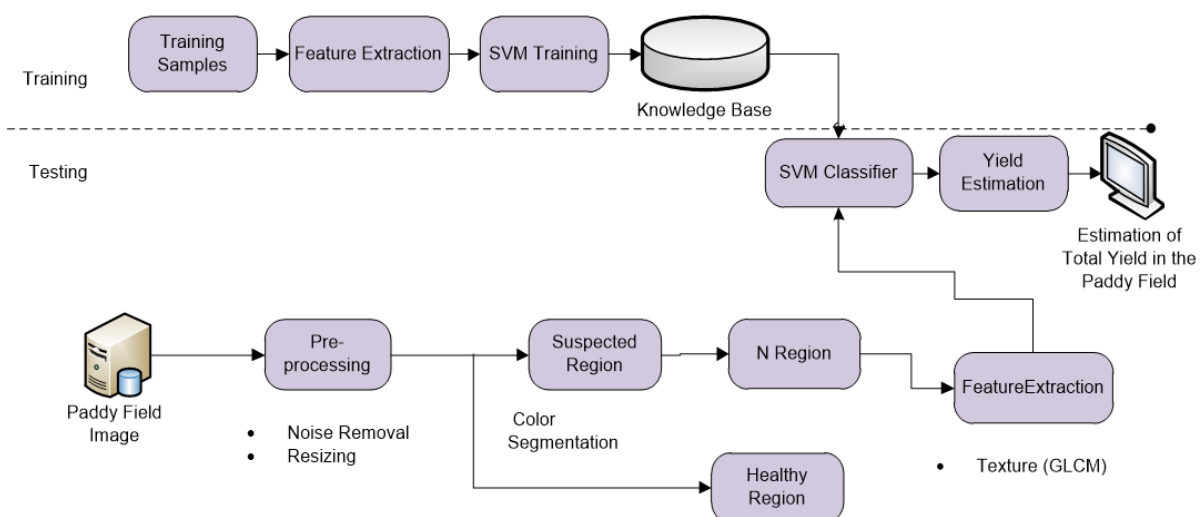 Training
Training
Samples
Feature Extraction
SVM Training
Knowledge Base
Testing
SVM Classifier
Yield
Estimation
Estimation of
Total Yield in the
Paddy Field
Paddy Field
Image
Pre-
processing
• Noise Removal
• Resizing
Suspected
Region
Color
Segmentation
N Region
Healthy
Region
FeatureExtraction
• Texture (GLCM)